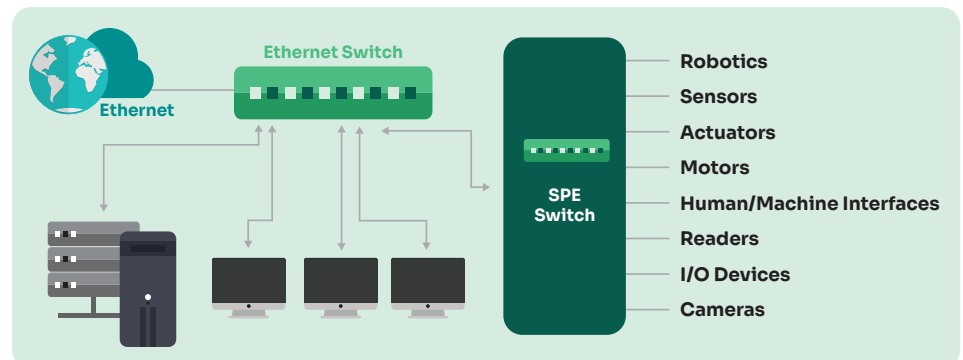 Ethernet Switch
Ethernet
SPE
Switch
Robotics
Sensors
Actuators
Motors
Human/Machine Interfaces
Readers
I/O Devices
Cameras